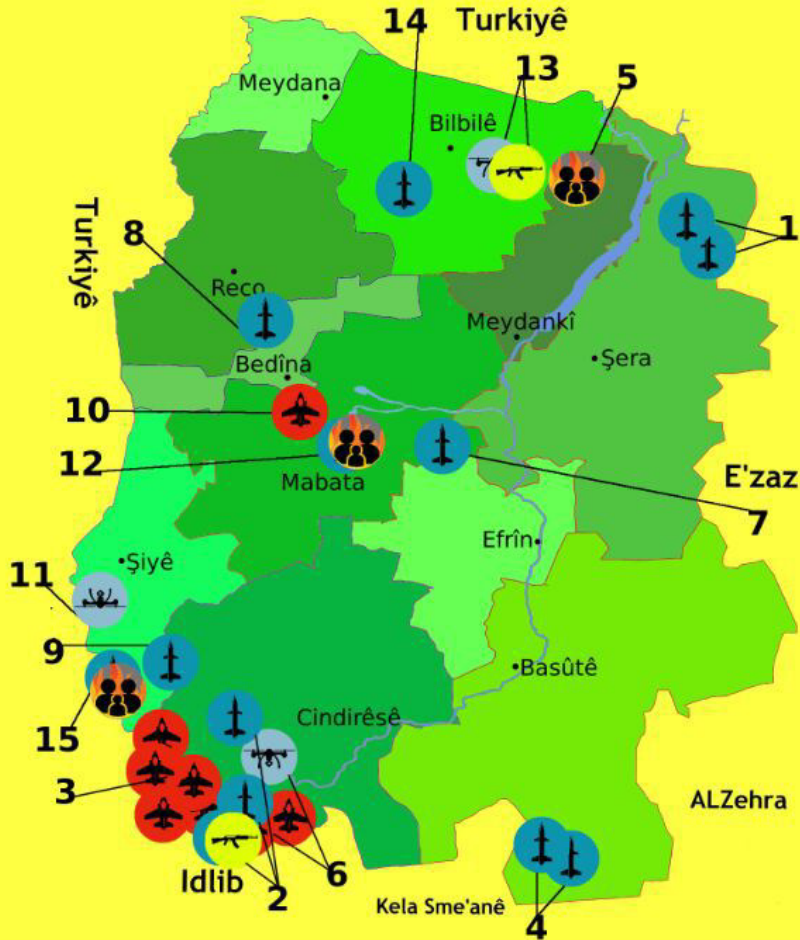 14
Turkiyê
13
5
Meydana
Bilbilê
1
Turkiyê
8
Reco
Meydankî
Şera
Bedîna
10
12
Mabata
E'zaz
7
Efrîn
11
Şiyê
9
Basûtê
15
Cindirêsê
3
ALZehra
Idlib
2
6
Kela Sme'anê
4